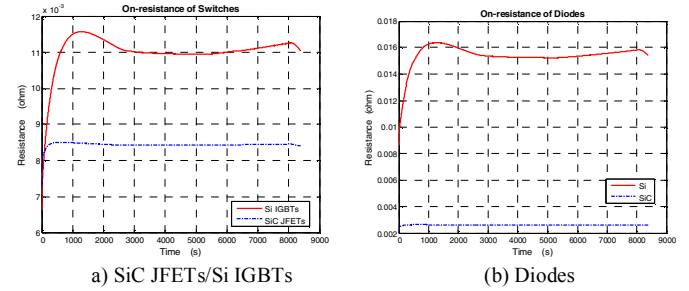 On-resistance of Switches
x 10⁻³
12
11
10
9
8
7
6
Resistance (ohm)
0 1000 2000 3000 4000 5000 6000 7000 8000 9000
Time (s)
Si IGBTs
SiC JFETs
a) SiC JFETs/Si IGBTs
On-resistance of Diodes
0.018
0.016
0.014
0.012
0.01
0.008
0.006
0.004
0.002
Resistance (ohm)
0 1000 2000 3000 4000 5000 6000 7000 8000 9000
Time (s)
Si
SiC
(b) Diodes